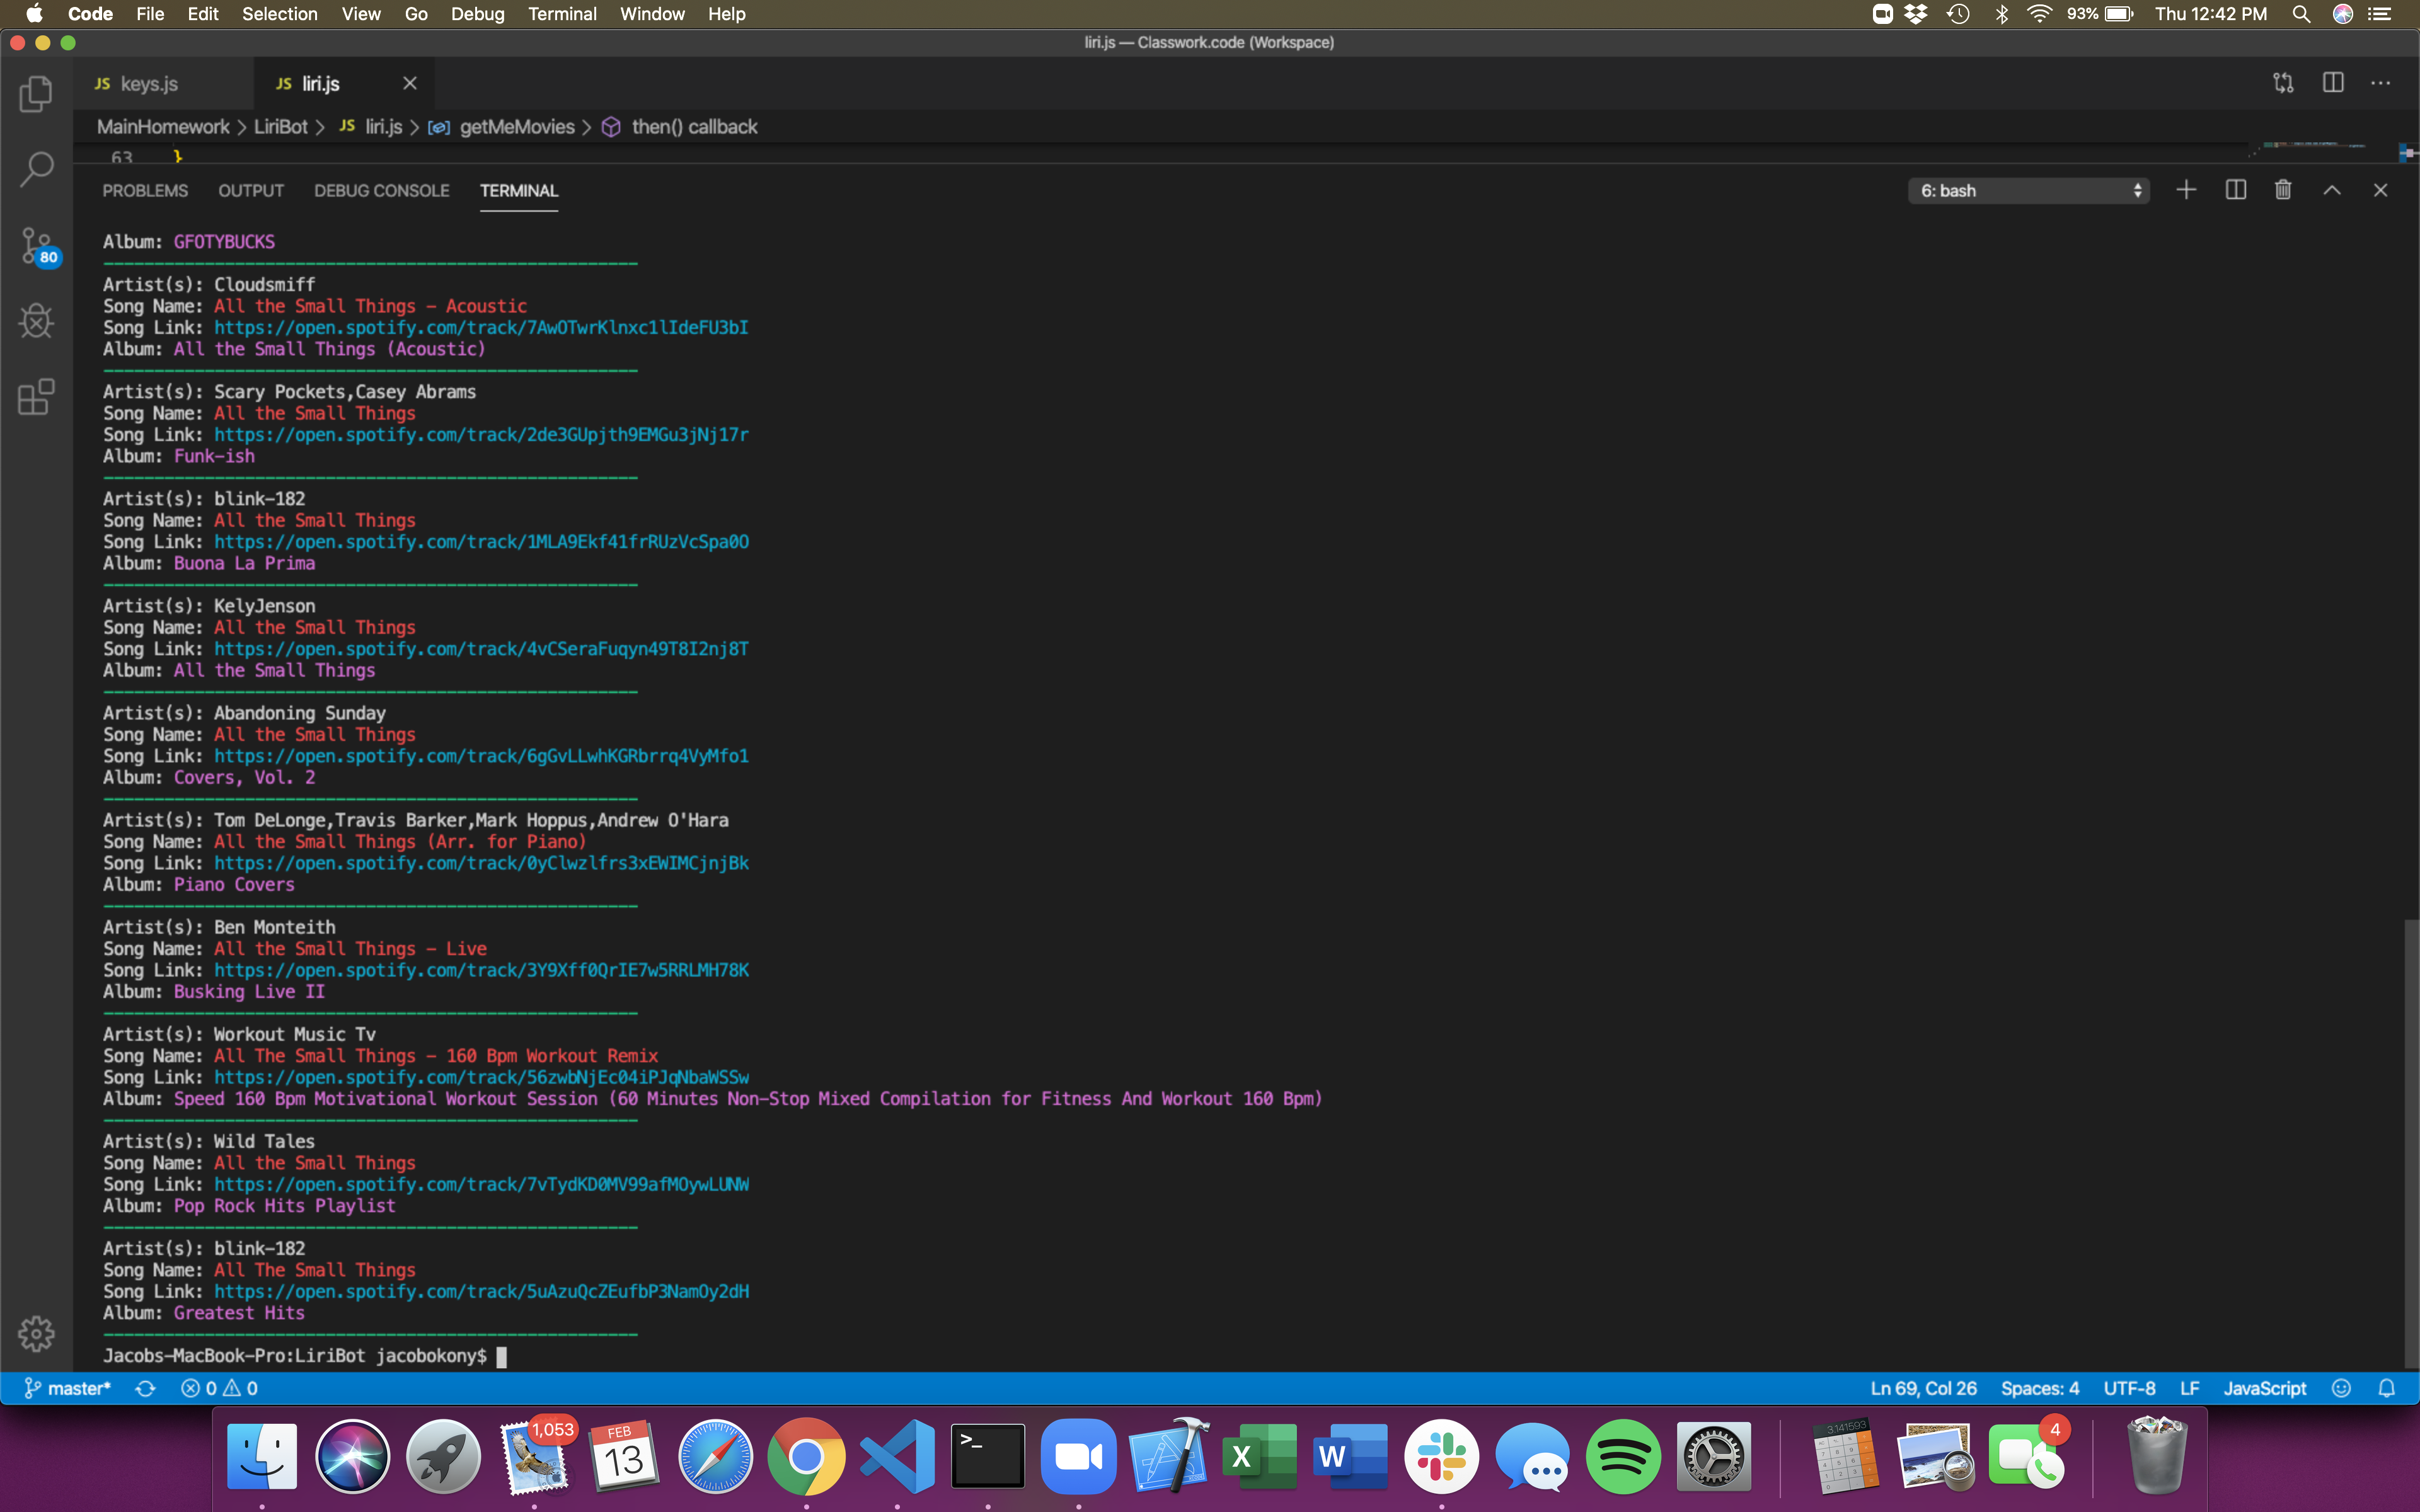 Code File Edit Selection View Go Debug Terminal Window Help 93% Thu 12:42 PM
liri.js — Classwork.code (Workspace)
JS keys.js JS liri.js
MainHomework > LiriBot > JS liri.js > getMeMovies > then() callback
63 }
PROBLEMS OUTPUT DEBUG CONSOLE TERMINAL 6: bash
80
Album: GFOTYBUCKS
Artist(s): Cloudsmiff
Song Name: All the Small Things - Acoustic
Song Link: https://open.spotify.com/track/7AwOTwrKlnxc1lIdeFU3bI
Album: All the Small Things (Acoustic)
Artist(s): Scary Pockets,Casey Abrams
Song Name: All the Small Things
Song Link: https://open.spotify.com/track/2de3GUpjth9EMGu3jNj17r
Album: Funk-ish
Artist(s): blink-182
Song Name: All the Small Things
Song Link: https://open.spotify.com/track/1MLA9Ekf41frRUzVcSpa0O
Album: Buona La Prima
Artist(s): KelyJenson
Song Name: All the Small Things
Song Link: https://open.spotify.com/track/4vCSeraFuqyn49T8I2nj8T
Album: All the Small Things
Artist(s): Abandoning Sunday
Song Name: All the Small Things
Song Link: https://open.spotify.com/track/6gGvLLwhKGRbrrq4VyMfo1
Album: Covers, Vol. 2
Artist(s): Tom DeLonge,Travis Barker,Mark Hoppus,Andrew O'Hara
Song Name: All the Small Things (Arr. for Piano)
Song Link: https://open.spotify.com/track/0yClwzlfrs3xEWIMCjnjBk
Album: Piano Covers
Artist(s): Ben Monteith
Song Name: All the Small Things - Live
Song Link: https://open.spotify.com/track/3Y9Xff0QrIE7w5RRLMH78K
Album: Busking Live II
Artist(s): Workout Music Tv
Song Name: All The Small Things - 160 Bpm Workout Remix
Song Link: https://open.spotify.com/track/56zwbNjEc04iPJqNbaWSSw
Album: Speed 160 Bpm Motivational Workout Session (60 Minutes Non-Stop Mixed Compilation for Fitness And Workout 160 Bpm)
Artist(s): Wild Tales
Song Name: All the Small Things
Song Link: https://open.spotify.com/track/7vTydKD0MV99afMOywLUNW
Album: Pop Rock Hits Playlist
Artist(s): blink-182
Song Name: All The Small Things
Song Link: https://open.spotify.com/track/5uAzuQcZEufbP3NamOy2dH
Album: Greatest Hits
Jacobs-MacBook-Pro:LiriBot jacobokony$
master* 0 0 Ln 69, Col 26 Spaces: 4 UTF-8 LF JavaScript
1,053 FEB 13 >_ X W 3.141593 4